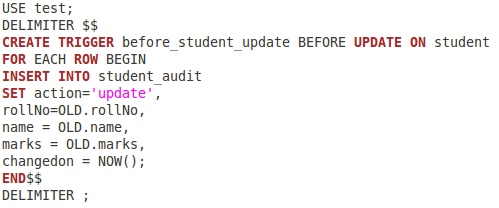 USE test;
DELIMITER $$
CREATE TRIGGER before_student_update BEFORE UPDATE ON student
FOR EACH ROW BEGIN
INSERT INTO student_audit
SET action='update',
rollNo=OLD.rollNo,
name = OLD.name,
marks = OLD.marks,
changedon = NOW();
END$$
DELIMITER ;